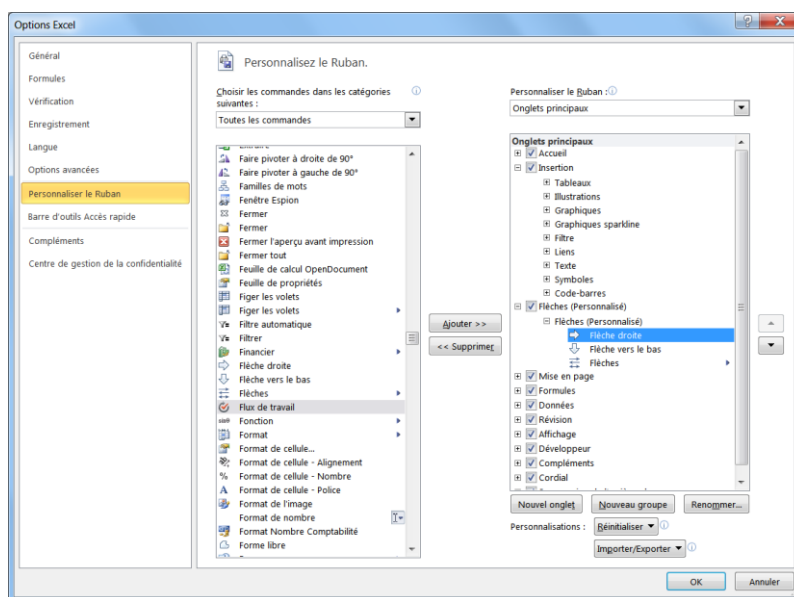 Options Excel
Général
Formules
Vérification
Enregistrement
Langue
Options avancées
Personnaliser le Ruban
Barre d'outils Accès rapide
Compléments
Centre de gestion de la confidentialité
Personnalisez le Ruban.
Choisir les commandes dans les catégories
suivantes :
Toutes les commandes
Faire pivoter à droite de 90°
Faire pivoter à gauche de 90°
Familles de mots
Fenêtre Espion
Fermer
Fermer
Fermer l'aperçu avant impression
Fermer tout
Feuille de calcul OpenDocument
Feuille de propriétés
Figer les volets
Figer les volets
Filtre automatique
Filtrer
Financier
Flèche droite
Flèche vers le bas
Flèches
Flux de travail
Fonction
Format
Format de cellule...
Format de cellule - Alignement
Format de cellule - Nombre
Format de cellule - Police
Format de l'image
Format de nombre
Format Nombre Comptabilité
Forme libre
Ajouter >>
<< Supprimer
Personnaliser le Ruban :
Onglets principaux
Onglets principaux
Accueil
Insertion
Tableaux
Illustrations
Graphiques
Graphiques sparkline
Filtre
Liens
Texte
Symboles
Code-barres
Flèches (Personnalisé)
Flèches (Personnalisé)
Flèche droite
Flèche vers le bas
Flèches
Mise en page
Formules
Données
Révision
Affichage
Développeur
Compléments
Cordial
Nouvel onglet
Nouveau groupe
Renommer...
Personnalisations :
Réinitialiser
Importer/Exporter
OK
Annuler